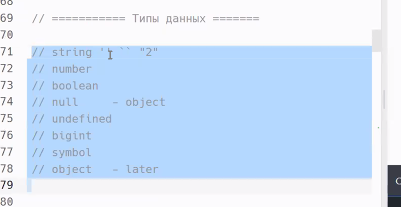 68
69 // =========== Типы данных =======
70
71 // string '' `` "2"
72 // number
73 // boolean
74 // null - object
75 // undefined
76 // bigint
77 // symbol
78 // object - later
79
80